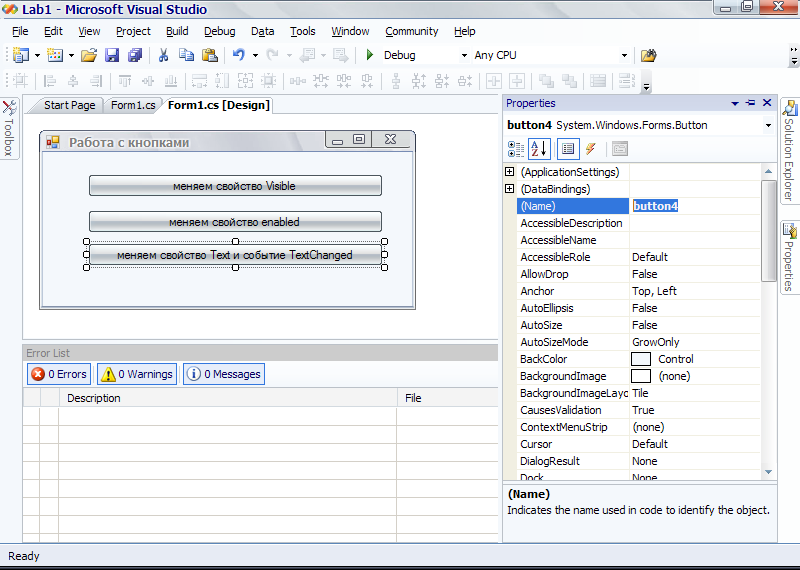 Lab1 - Microsoft Visual Studio
File Edit View Project Build Debug Data Tools Window Community Help
Debug Any CPU
Start Page Form1.cs Form1.cs [Design]
Toolbox
Работа с кнопками
меняем свойство Visible
меняем свойство enabled
меняем свойство Text и событие TextChanged
Error List
0 Errors 0 Warnings 0 Messages
Description File
Properties
button4 System.Windows.Forms.Button
(ApplicationSettings)
(DataBindings)
(Name) button4
AccessibleDescription
AccessibleName
AccessibleRole Default
AllowDrop False
Anchor Top, Left
AutoEllipsis False
AutoSize False
AutoSizeMode GrowOnly
BackColor Control
BackgroundImage (none)
BackgroundImageLayo Tile
CausesValidation True
ContextMenuStrip (none)
Cursor Default
DialogResult None
Dock None
(Name)
Indicates the name used in code to identify the object.
Solution Explorer
Properties
Ready